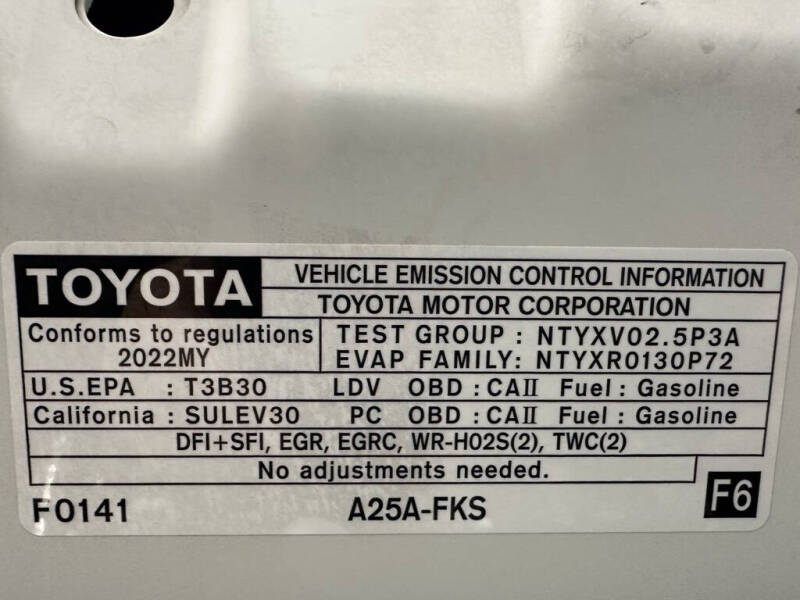 TOYOTA
VEHICLE EMISSION CONTROL INFORMATION
TOYOTA MOTOR CORPORATION
Conforms to regulations
2022MY
TEST GROUP : NTYXV02.5P3A
EVAP FAMILY: NTYXR0130P72
U.S.EPA : T3B30 LDV OBD : CAII Fuel : Gasoline
California : SULEV30 PC OBD : CAII Fuel : Gasoline
DFI+SFI, EGR, EGRC, WR-HO2S(2), TWC(2)
No adjustments needed.
F0141 A25A-FKS F6